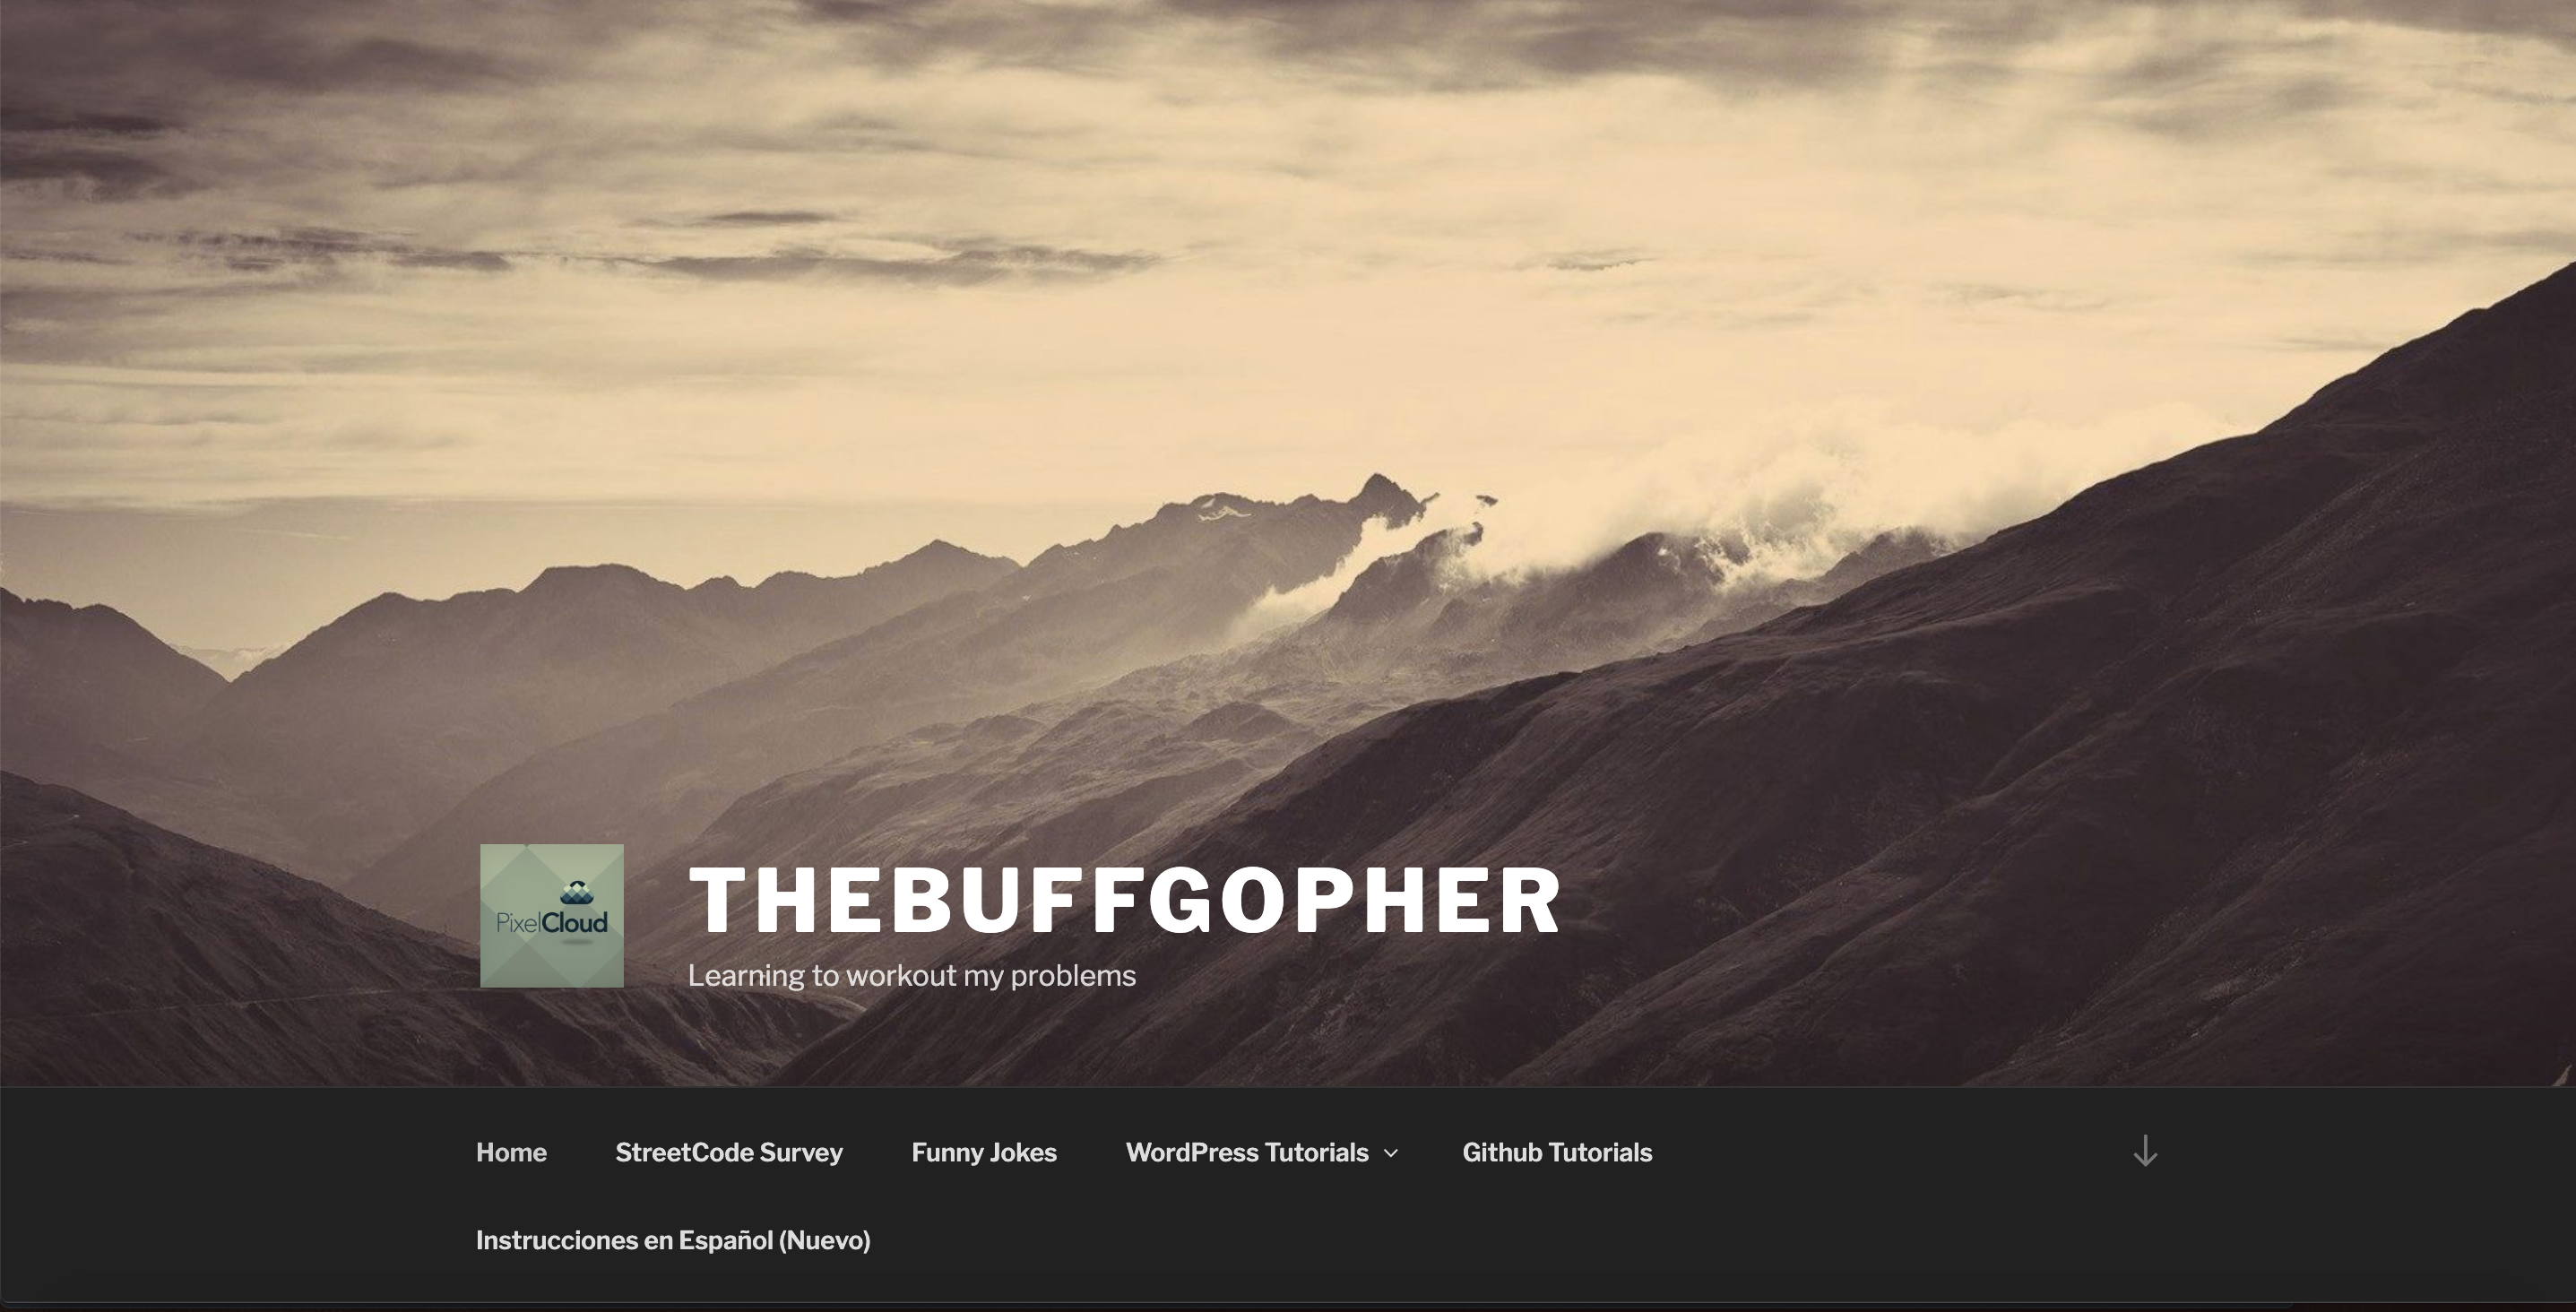 PixelCloud
THEBUFFGOPHER
Learning to workout my problems
Home StreetCode Survey Funny Jokes WordPress Tutorials Github Tutorials
Instrucciones en Español (Nuevo)